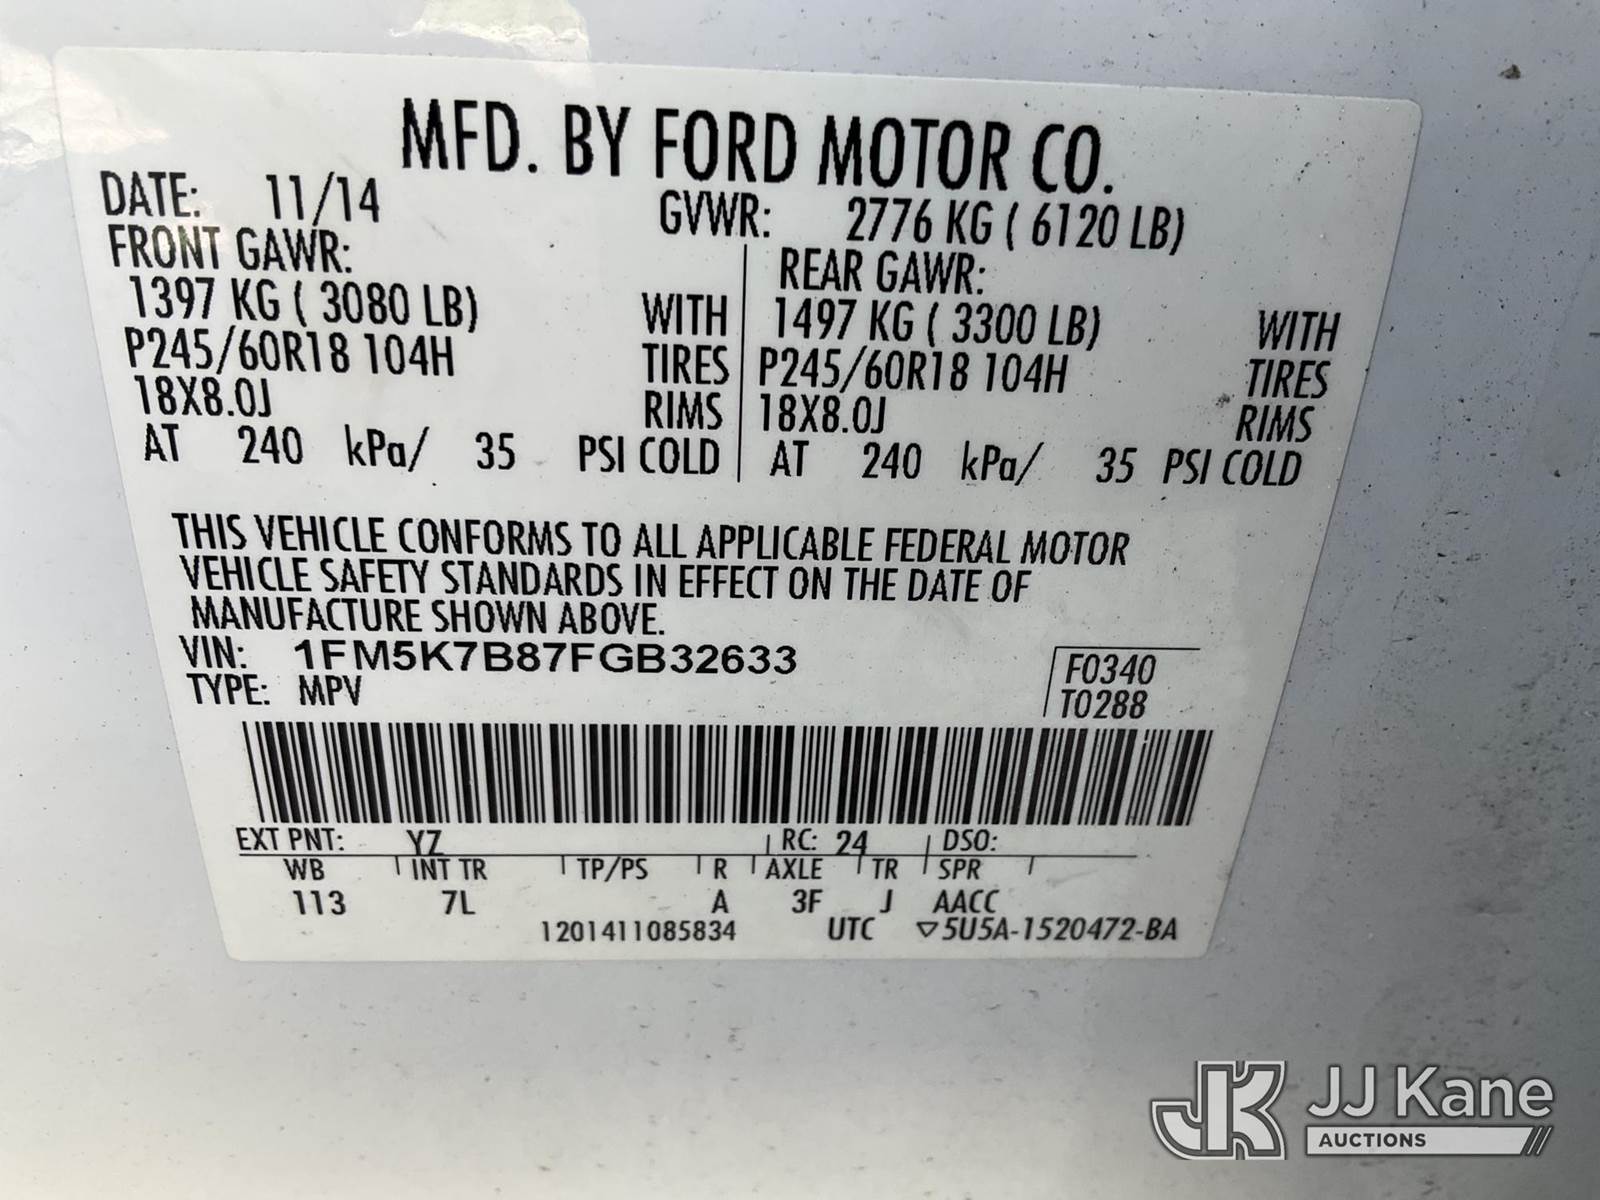 MFD. BY FORD MOTOR CO.
DATE: 11/14 GVWR: 2776 KG ( 6120 LB)
FRONT GAWR: REAR GAWR:
1397 KG ( 3080 LB) WITH 1497 KG ( 3300 LB) WITH
P245/60R18 104H TIRES P245/60R18 104H TIRES
18X8.0J RIMS 18X8.0J RIMS
AT 240 kPa/ 35 PSI COLD AT 240 kPa/ 35 PSI COLD
THIS VEHICLE CONFORMS TO ALL APPLICABLE FEDERAL MOTOR
VEHICLE SAFETY STANDARDS IN EFFECT ON THE DATE OF
MANUFACTURE SHOWN ABOVE.
VIN: 1FM5K7B87FGB32633 F0340
TYPE: MPV T0288
EXT PNT: YZ RC: 24 DSO:
WB INT TR TP/PS R AXLE TR SPR
113 7L A 3F J AACC
1201411085834 UTC ▽5U5A-1520472-BA
JK JJ Kane
AUCTIONS